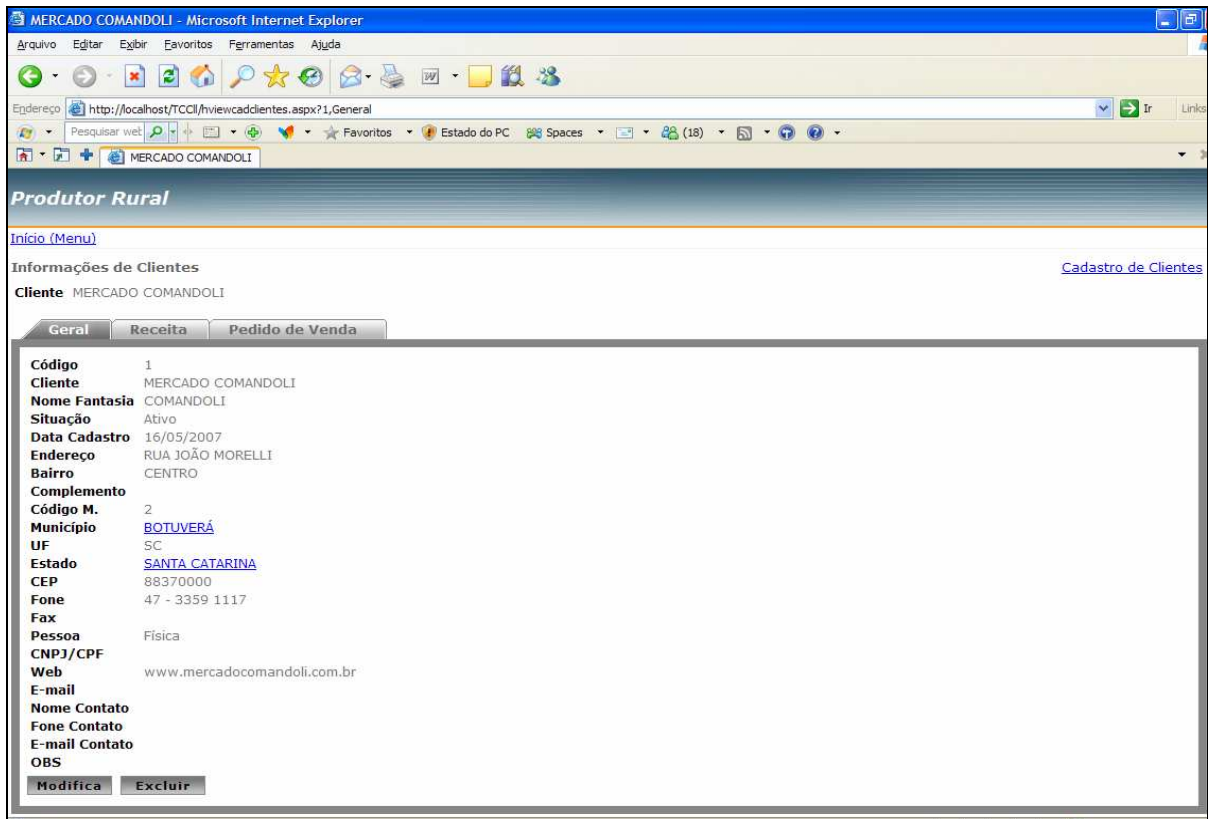 MERCADO COMANDOLI - Microsoft Internet Explorer
Arquivo Editar Exibir Favoritos Ferramentas Ajuda
Endereço http://localhost/TCCII/hviewcadclientes.aspx?1,General Ir Links
Pesquisar web Favoritos Estado do PC Spaces (18)
MERCADO COMANDOLI
Produtor Rural
Início (Menu)
Informações de Clientes Cadastro de Clientes
Cliente MERCADO COMANDOLI
Geral Receita Pedido de Venda
Código 1
Cliente MERCADO COMANDOLI
Nome Fantasia COMANDOLI
Situação Ativo
Data Cadastro 16/05/2007
Endereço RUA JOÃO MORELLI
Bairro CENTRO
Complemento
Código M. 2
Município BOTUVERÁ
UF SC
Estado SANTA CATARINA
CEP 88370000
Fone 47 - 3359 1117
Fax
Pessoa Física
CNPJ/CPF
Web www.mercadocomandoli.com.br
E-mail
Nome Contato
Fone Contato
E-mail Contato
OBS
Modifica Excluir